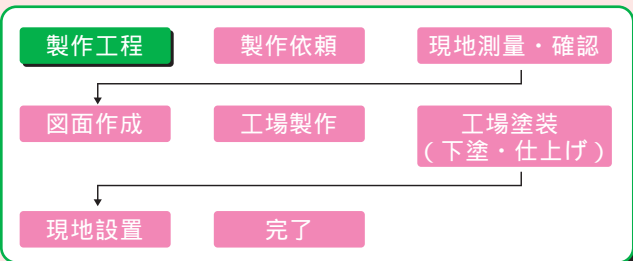 製作工程
製作依頼
現地測量・確認
図面作成
工場製作
工場塗装
(下塗・仕上げ)
現地設置
完了